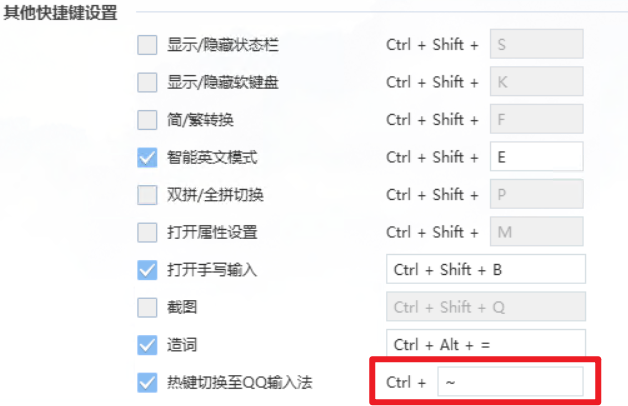 其他快捷键设置
显示/隐藏状态栏 Ctrl + Shift + S
显示/隐藏软键盘 Ctrl + Shift + K
简/繁转换 Ctrl + Shift + F
智能英文模式 Ctrl + Shift + E
双拼/全拼切换 Ctrl + Shift + P
打开属性设置 Ctrl + Shift + M
打开手写输入 Ctrl + Shift + B
截图 Ctrl + Shift + Q
造词 Ctrl + Alt + =
热键切换至QQ输入法 Ctrl + ~